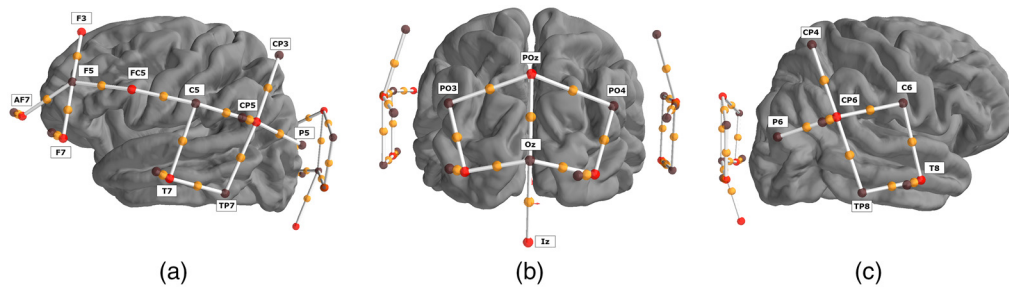 F3
CP3
F5
FC5
C5
AF7
CP5
P5
F7
T7
TP7
(a)
POz
PO3
PO4
Oz
Iz
(b)
CP4
C6
CP6
P6
T8
TP8
(c)